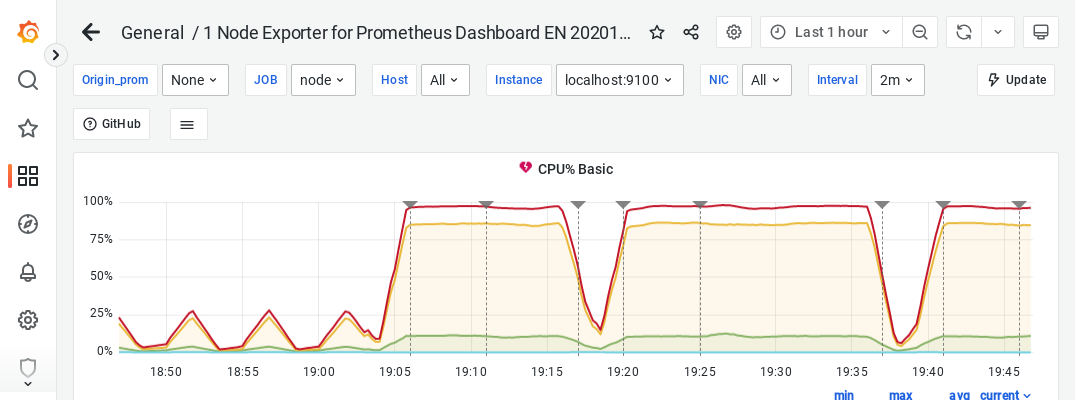 General / 1 Node Exporter for Prometheus Dashboard EN 20201...
Last 1 hour
Origin_prom None JOB node Host All Instance localhost:9100 NIC All Interval 2m Update
GitHub
CPU% Basic
100%
75%
50%
25%
0%
18:50 18:55 19:00 19:05 19:10 19:15 19:20 19:25 19:30 19:35 19:40 19:45
min max avg current